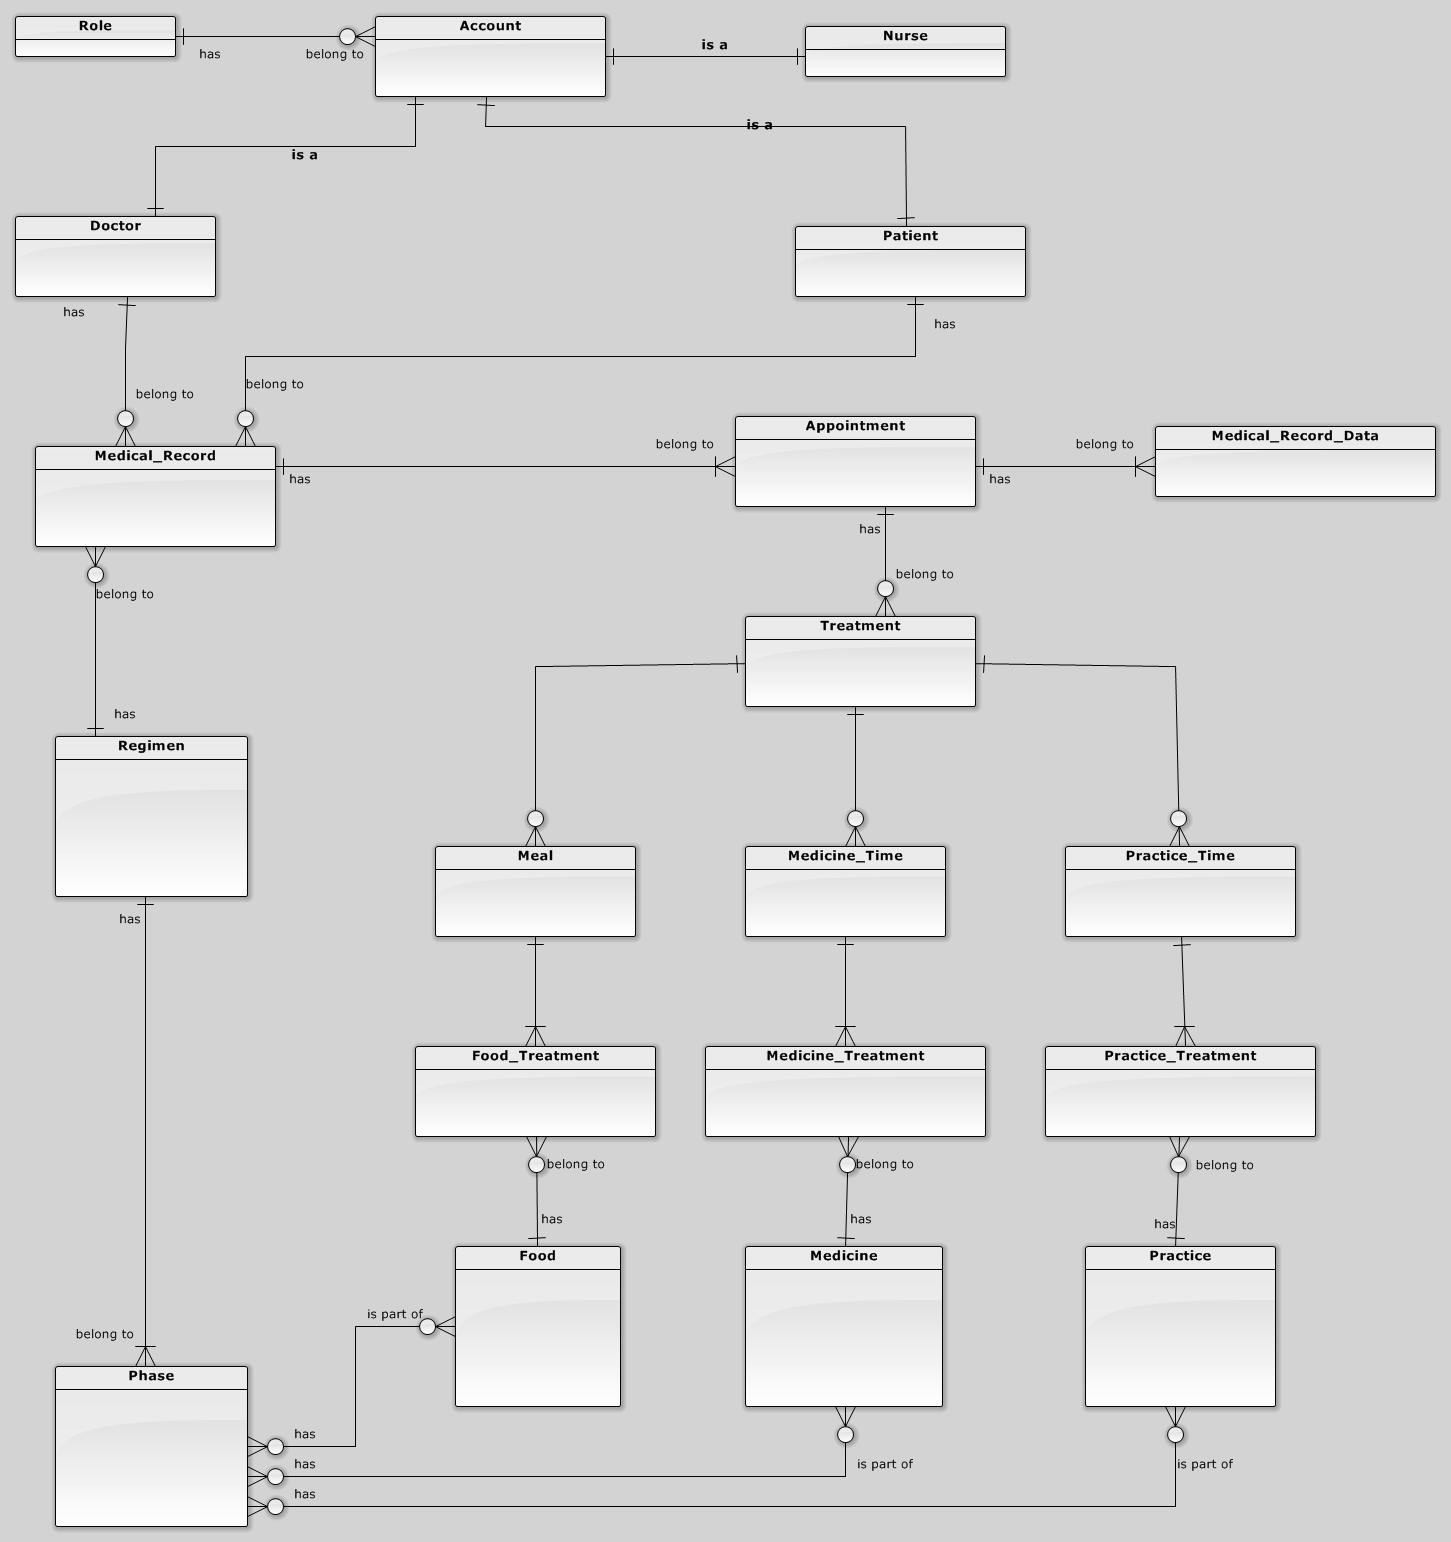 Role
Account
Nurse
has
belong to
is a
is a
is a
Doctor
Patient
has
has
belong to
belong to
Medical_Record
Appointment
Medical_Record_Data
has
belong to
has
belong to
has
belong to
belong to
has
Treatment
Regimen
has
Meal
Medicine_Time
Practice_Time
Food_Treatment
Medicine_Treatment
Practice_Treatment
belong to
belong to
belong to
has
has
has
Food
Medicine
Practice
is part of
belong to
Phase
has
has
is part of
is part of
has